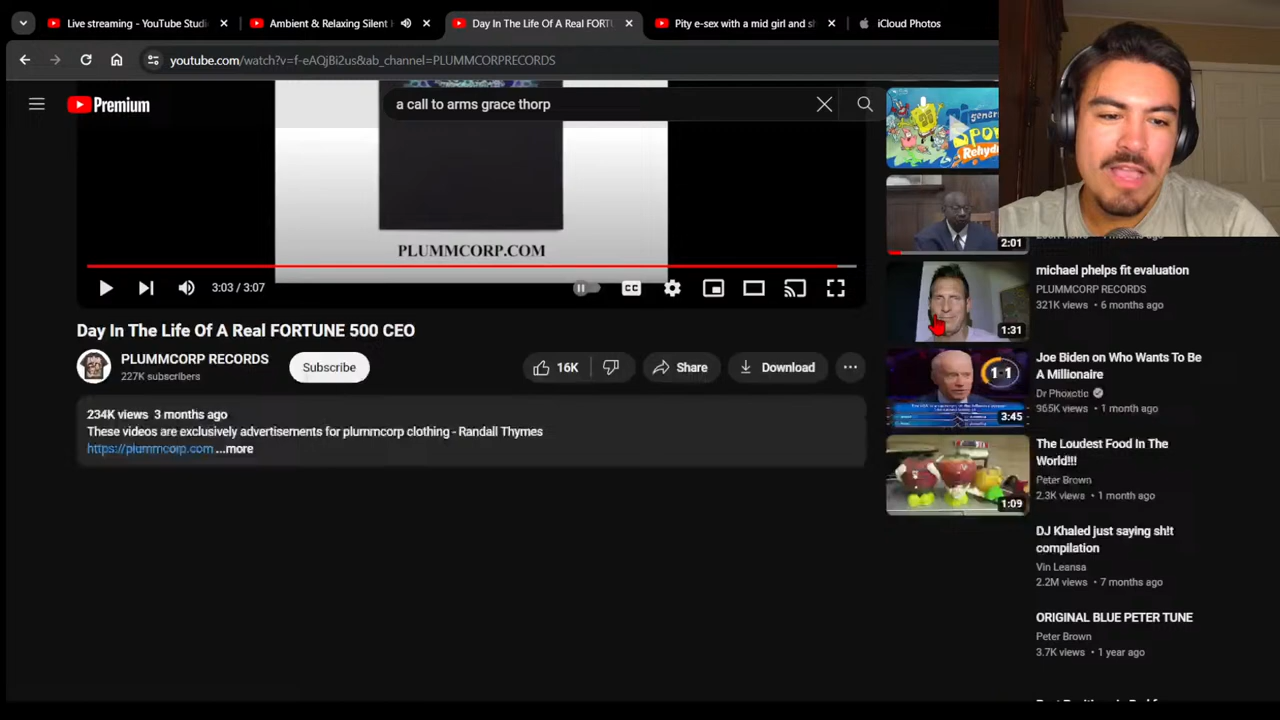 Live streaming - YouTube Studi
Ambient & Relaxing Silent H
Day In The Life Of A Real FORTU
Pity e-sex with a mid girl and sh
iCloud Photos
youtube.com/watch?v=f-eAQjBi2us&ab_channel=PLUMMCORPRECORDS
Premium
a call to arms grace thorp
PLUMMCORP.COM
3:03 / 3:07
CC
Day In The Life Of A Real FORTUNE 500 CEO
PLUMMCORP RECORDS
227K subscribers
Subscribe
16K
Share
Download
234K views 3 months ago
These videos are exclusively advertisements for plummcorp clothing - Randall Thymes
https://plummcorp.com ...more
Rehyd
2:01
michael phelps fit evaluation
PLUMMCORP RECORDS
321K views • 6 months ago
1:31
Joe Biden on Who Wants To Be
A Millionaire
Dr Phoxotic
965K views • 1 month ago
3:45
The Loudest Food In The
World!!!
Peter Brown
2.3K views • 1 month ago
1:09
DJ Khaled just saying sh!t
compilation
Vin Leansa
2.2M views • 7 months ago
ORIGINAL BLUE PETER TUNE
Peter Brown
3.7K views • 1 year ago